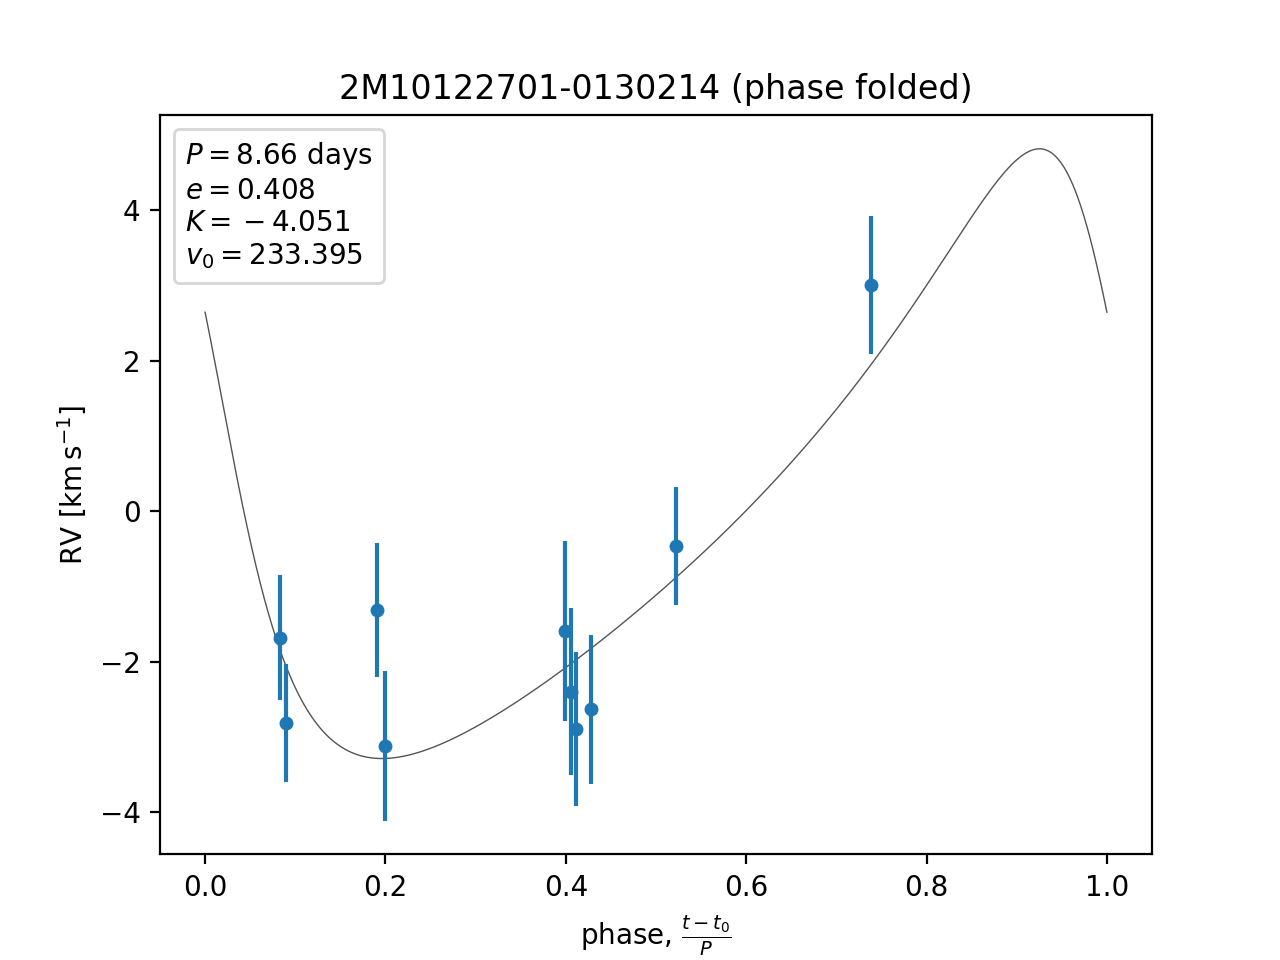 2M10122701-0130214 (phase folded)
P = 8.66 days
e = 0.408
K = −4.051
v₀ = 233.395
4
2
0
−2
−4
RV [km s⁻¹]
0.0 0.2 0.4 0.6 0.8 1.0
phase, (t − t₀)/P